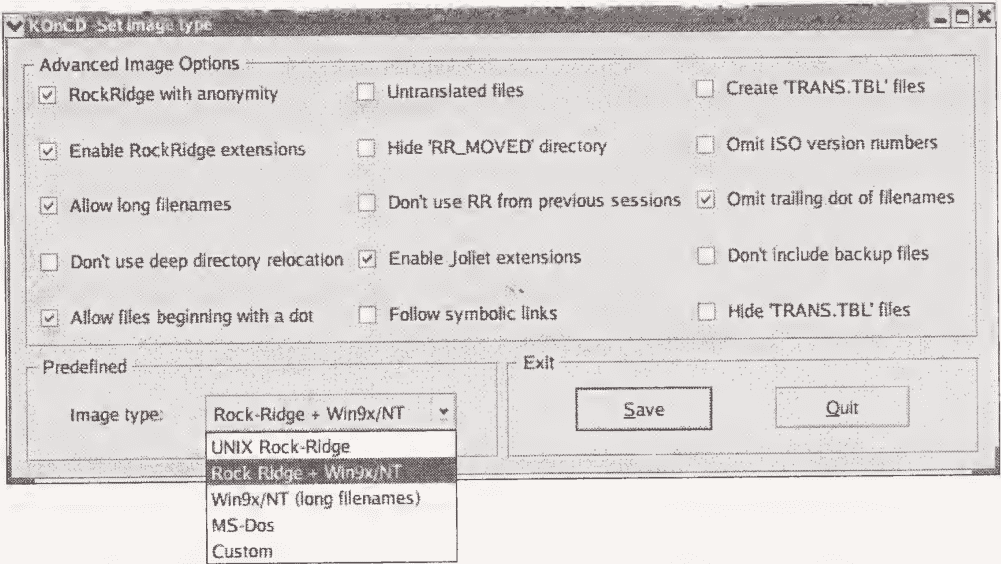 KOnCD - Set image type
Advanced Image Options
RockRidge with anonymity
Untranslated files
Create 'TRANS.TBL' files
Enable RockRidge extensions
Hide 'RR_MOVED' directory
Omit ISO version numbers
Allow long filenames
Don't use RR from previous sessions
Omit trailing dot of filenames
Don't use deep directory relocation
Enable Joliet extensions
Don't include backup files
Allow files beginning with a dot
Follow symbolic links
Hide 'TRANS.TBL' files
Predefined
Exit
Image type:
Rock-Ridge + Win9x/NT
Save
Quit
UNIX Rock-Ridge
Rock Ridge + Win9x/NT
Win9x/NT (long filenames)
MS-Dos
Custom